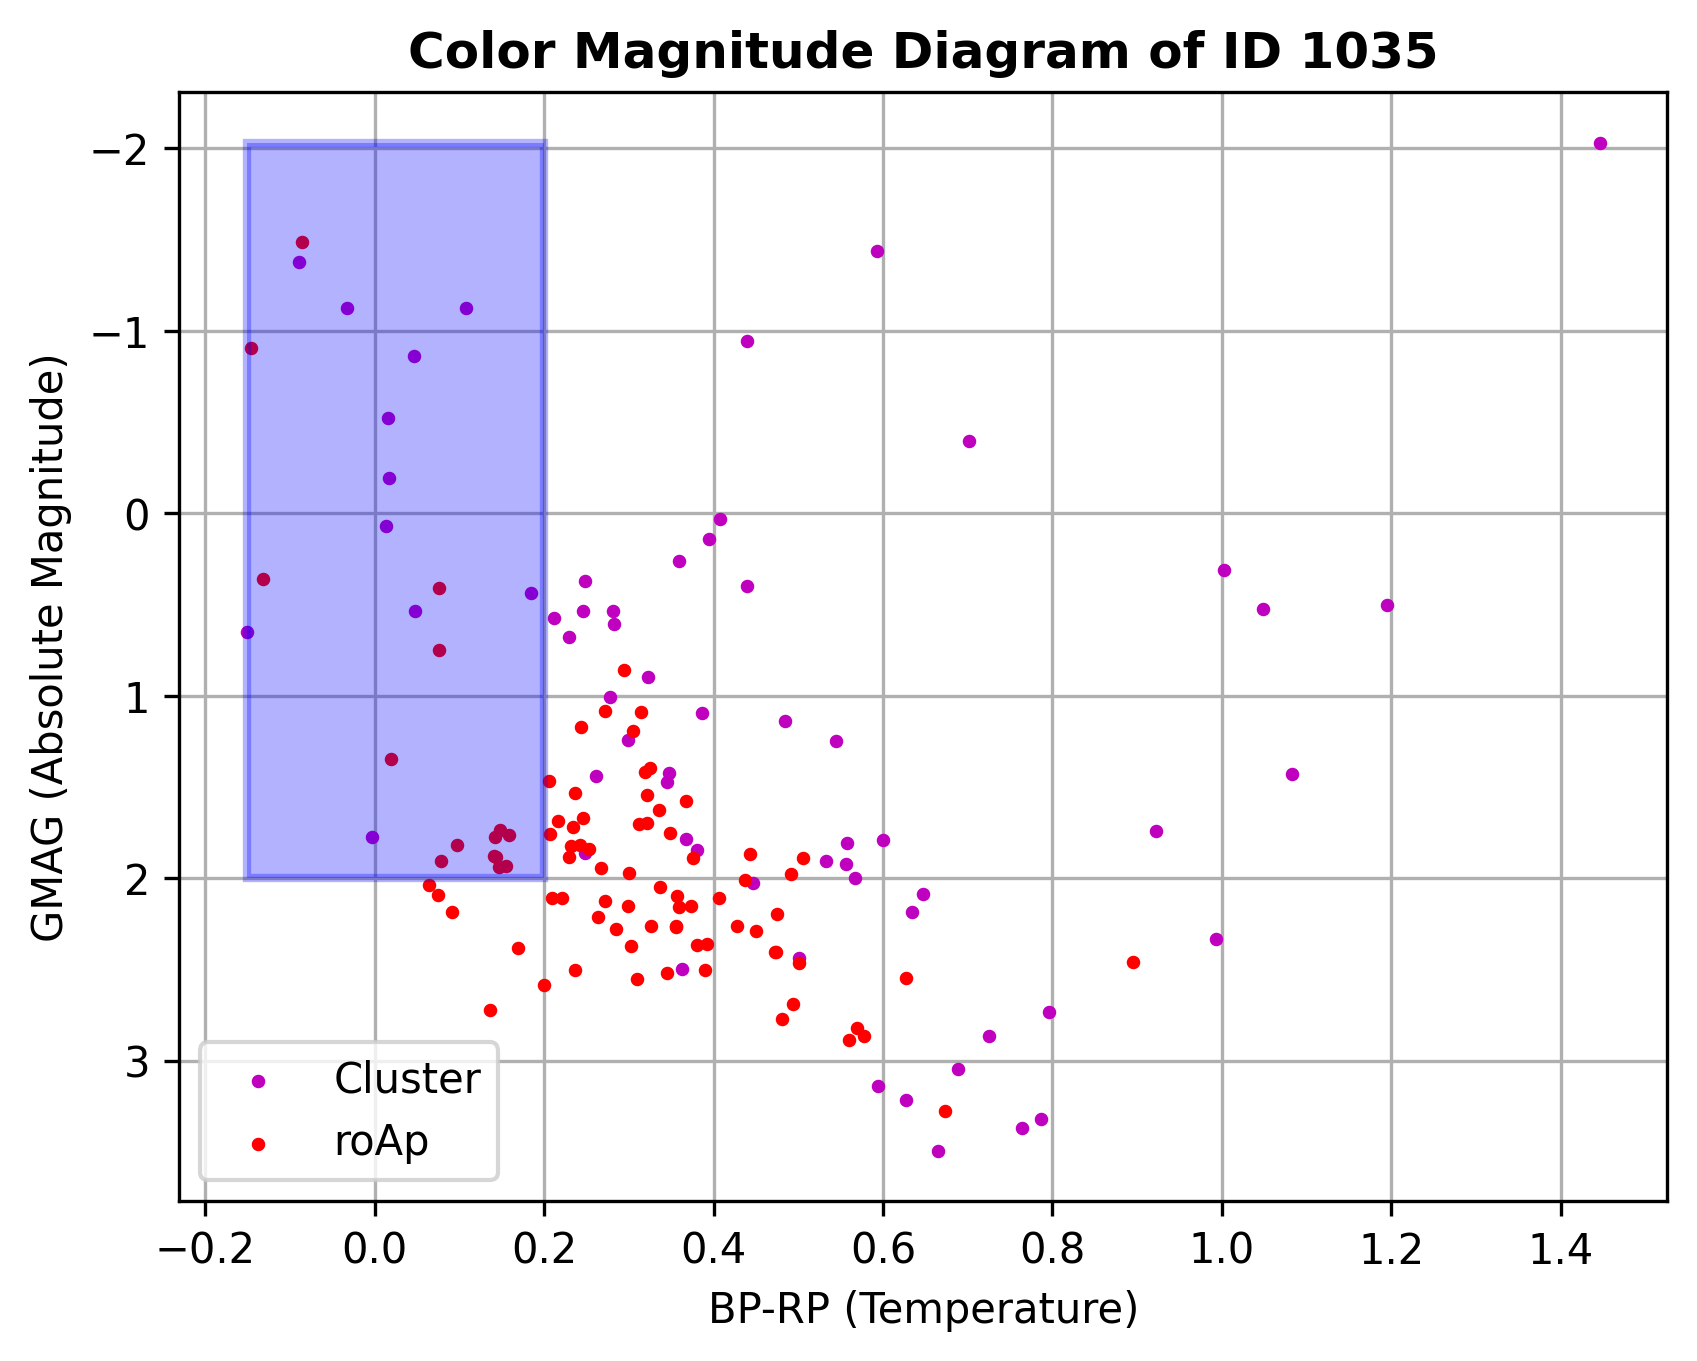 Color Magnitude Diagram of ID 1035
GMAG (Absolute Magnitude)
−2
−1
0
1
2
3
Cluster
roAp
−0.2 0.0 0.2 0.4 0.6 0.8 1.0 1.2 1.4
BP-RP (Temperature)